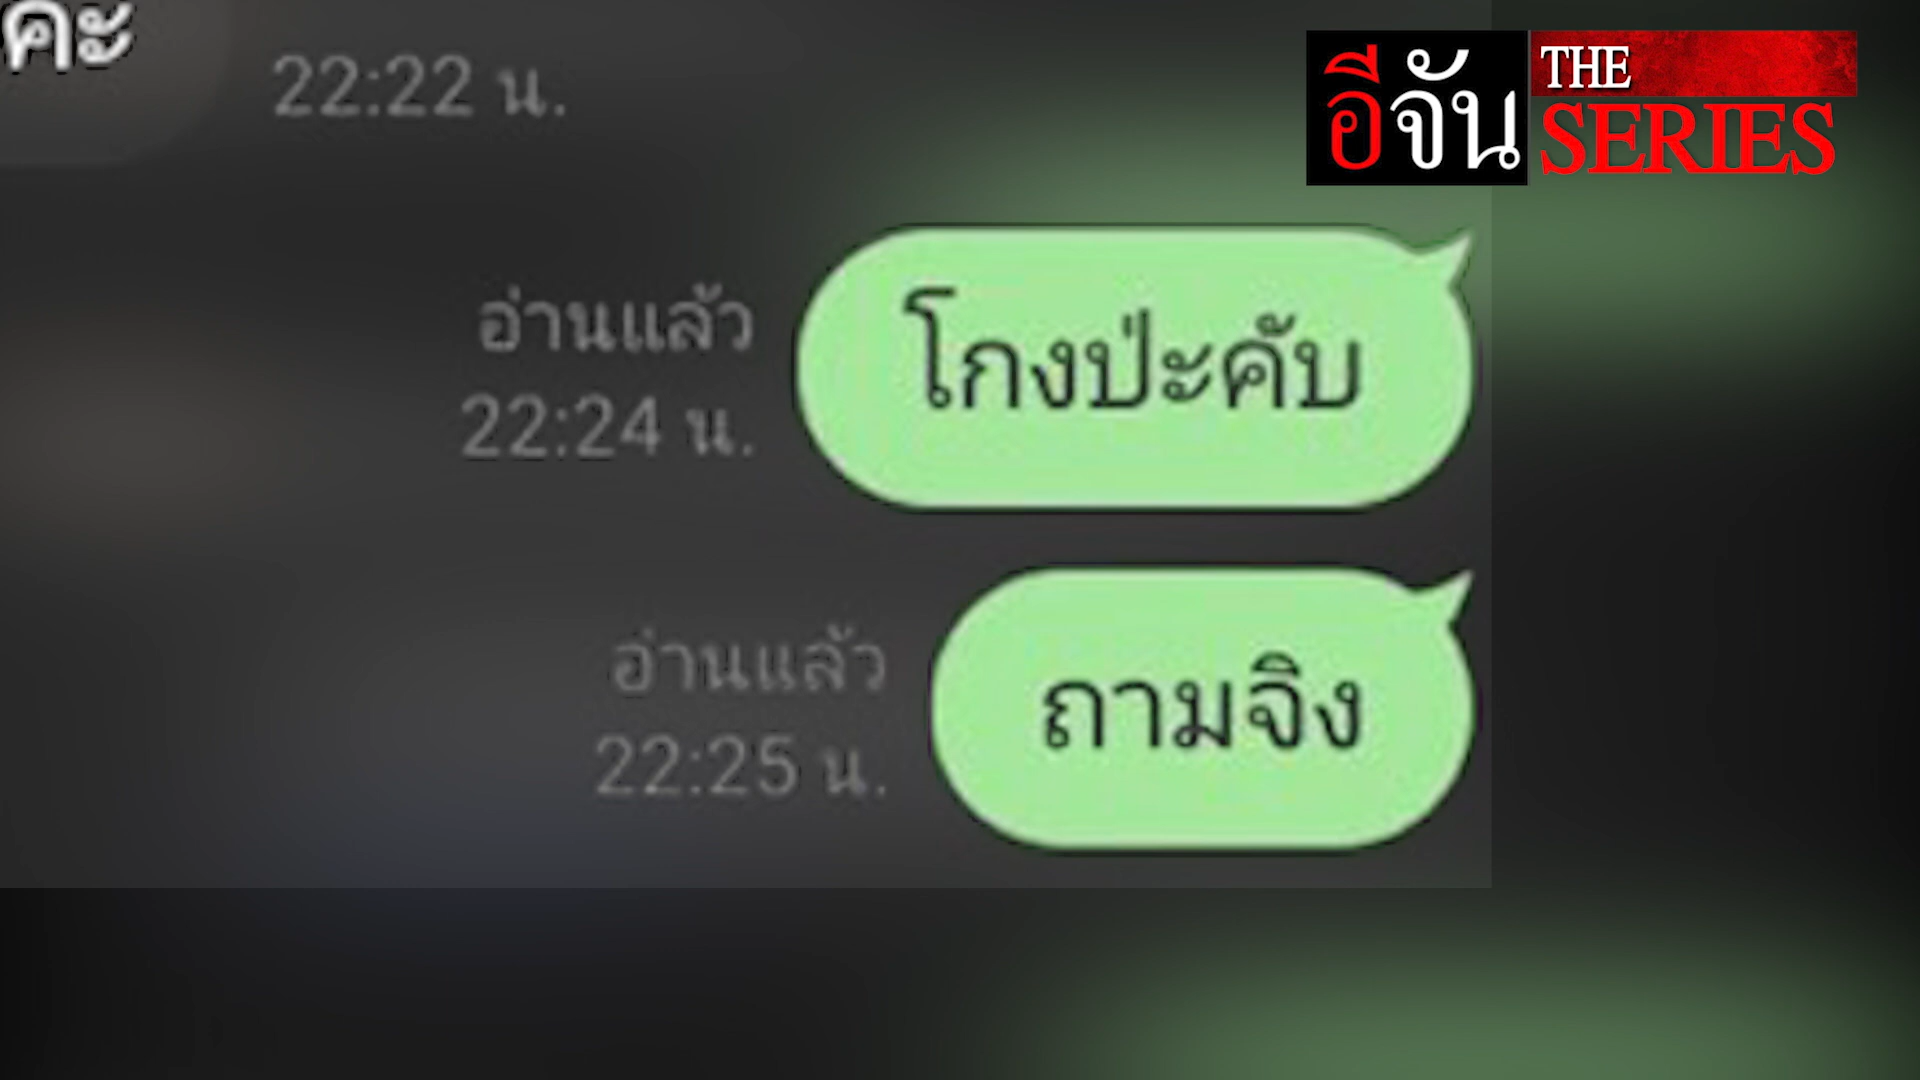 คะ
22:22 น.
อีจัน THE SERIES
อ่านแล้ว
22:24 น.
โกงป่ะคับ
อ่านแล้ว
22:25 น.
ถามจิง